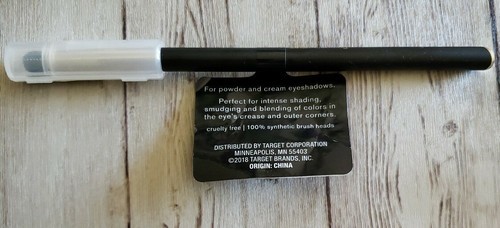 For powder and cream eyeshadows.
Perfect for intense shading,
smudging and blending of colors in
the eye's crease and outer corners.
cruelty free | 100% synthetic brush heads
DISTRIBUTED BY TARGET CORPORATION
MINNEAPOLIS, MN 55403
©2018 TARGET BRANDS, INC.
ORIGIN: CHINA